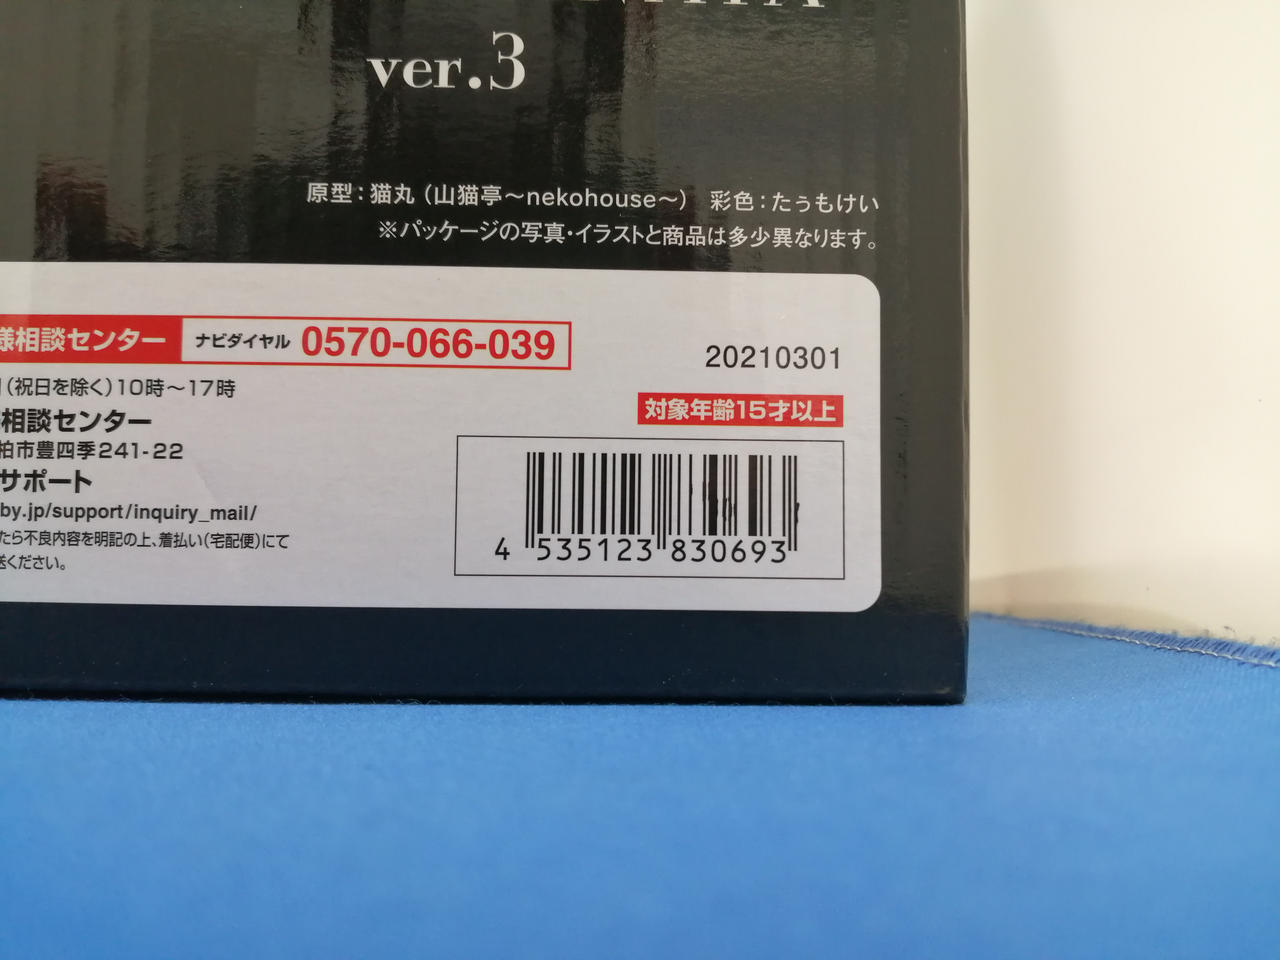 ver.3
原型：猫丸（山猫亭～nekohouse～） 彩色：たぅもけい
※パッケージの写真・イラストと商品は多少異なります。
様相談センター ナビダイヤル 0570-066-039
20210301
（祝日を除く）10時～17時
対象年齢15才以上
相談センター
柏市豊四季241-22
サポート
by.jp/support/inquiry_mail/
たら不良内容を明記の上、着払い（宅配便）にて
送ください。
4 535123 830693